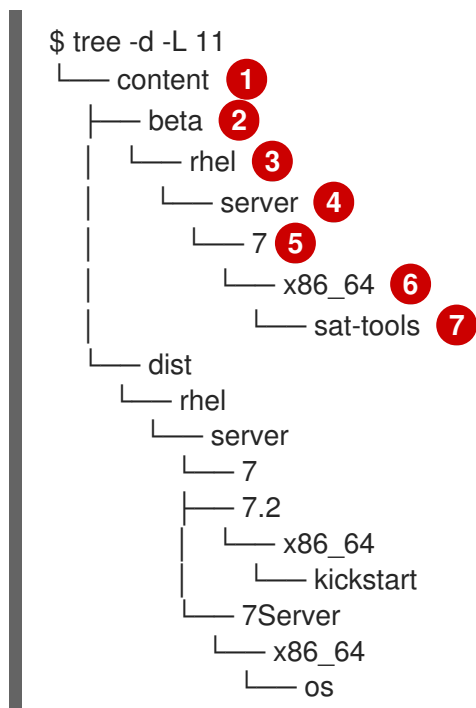 $ tree -d -L 11
└── content 1
├── beta 2
│ └── rhel 3
│ └── server 4
│ └── 7 5
│ └── x86_64 6
│ └── sat-tools 7
└── dist
└── rhel
└── server
└── 7
├── 7.2
│ └── x86_64
│ └── kickstart
└── 7Server
└── x86_64
└── os